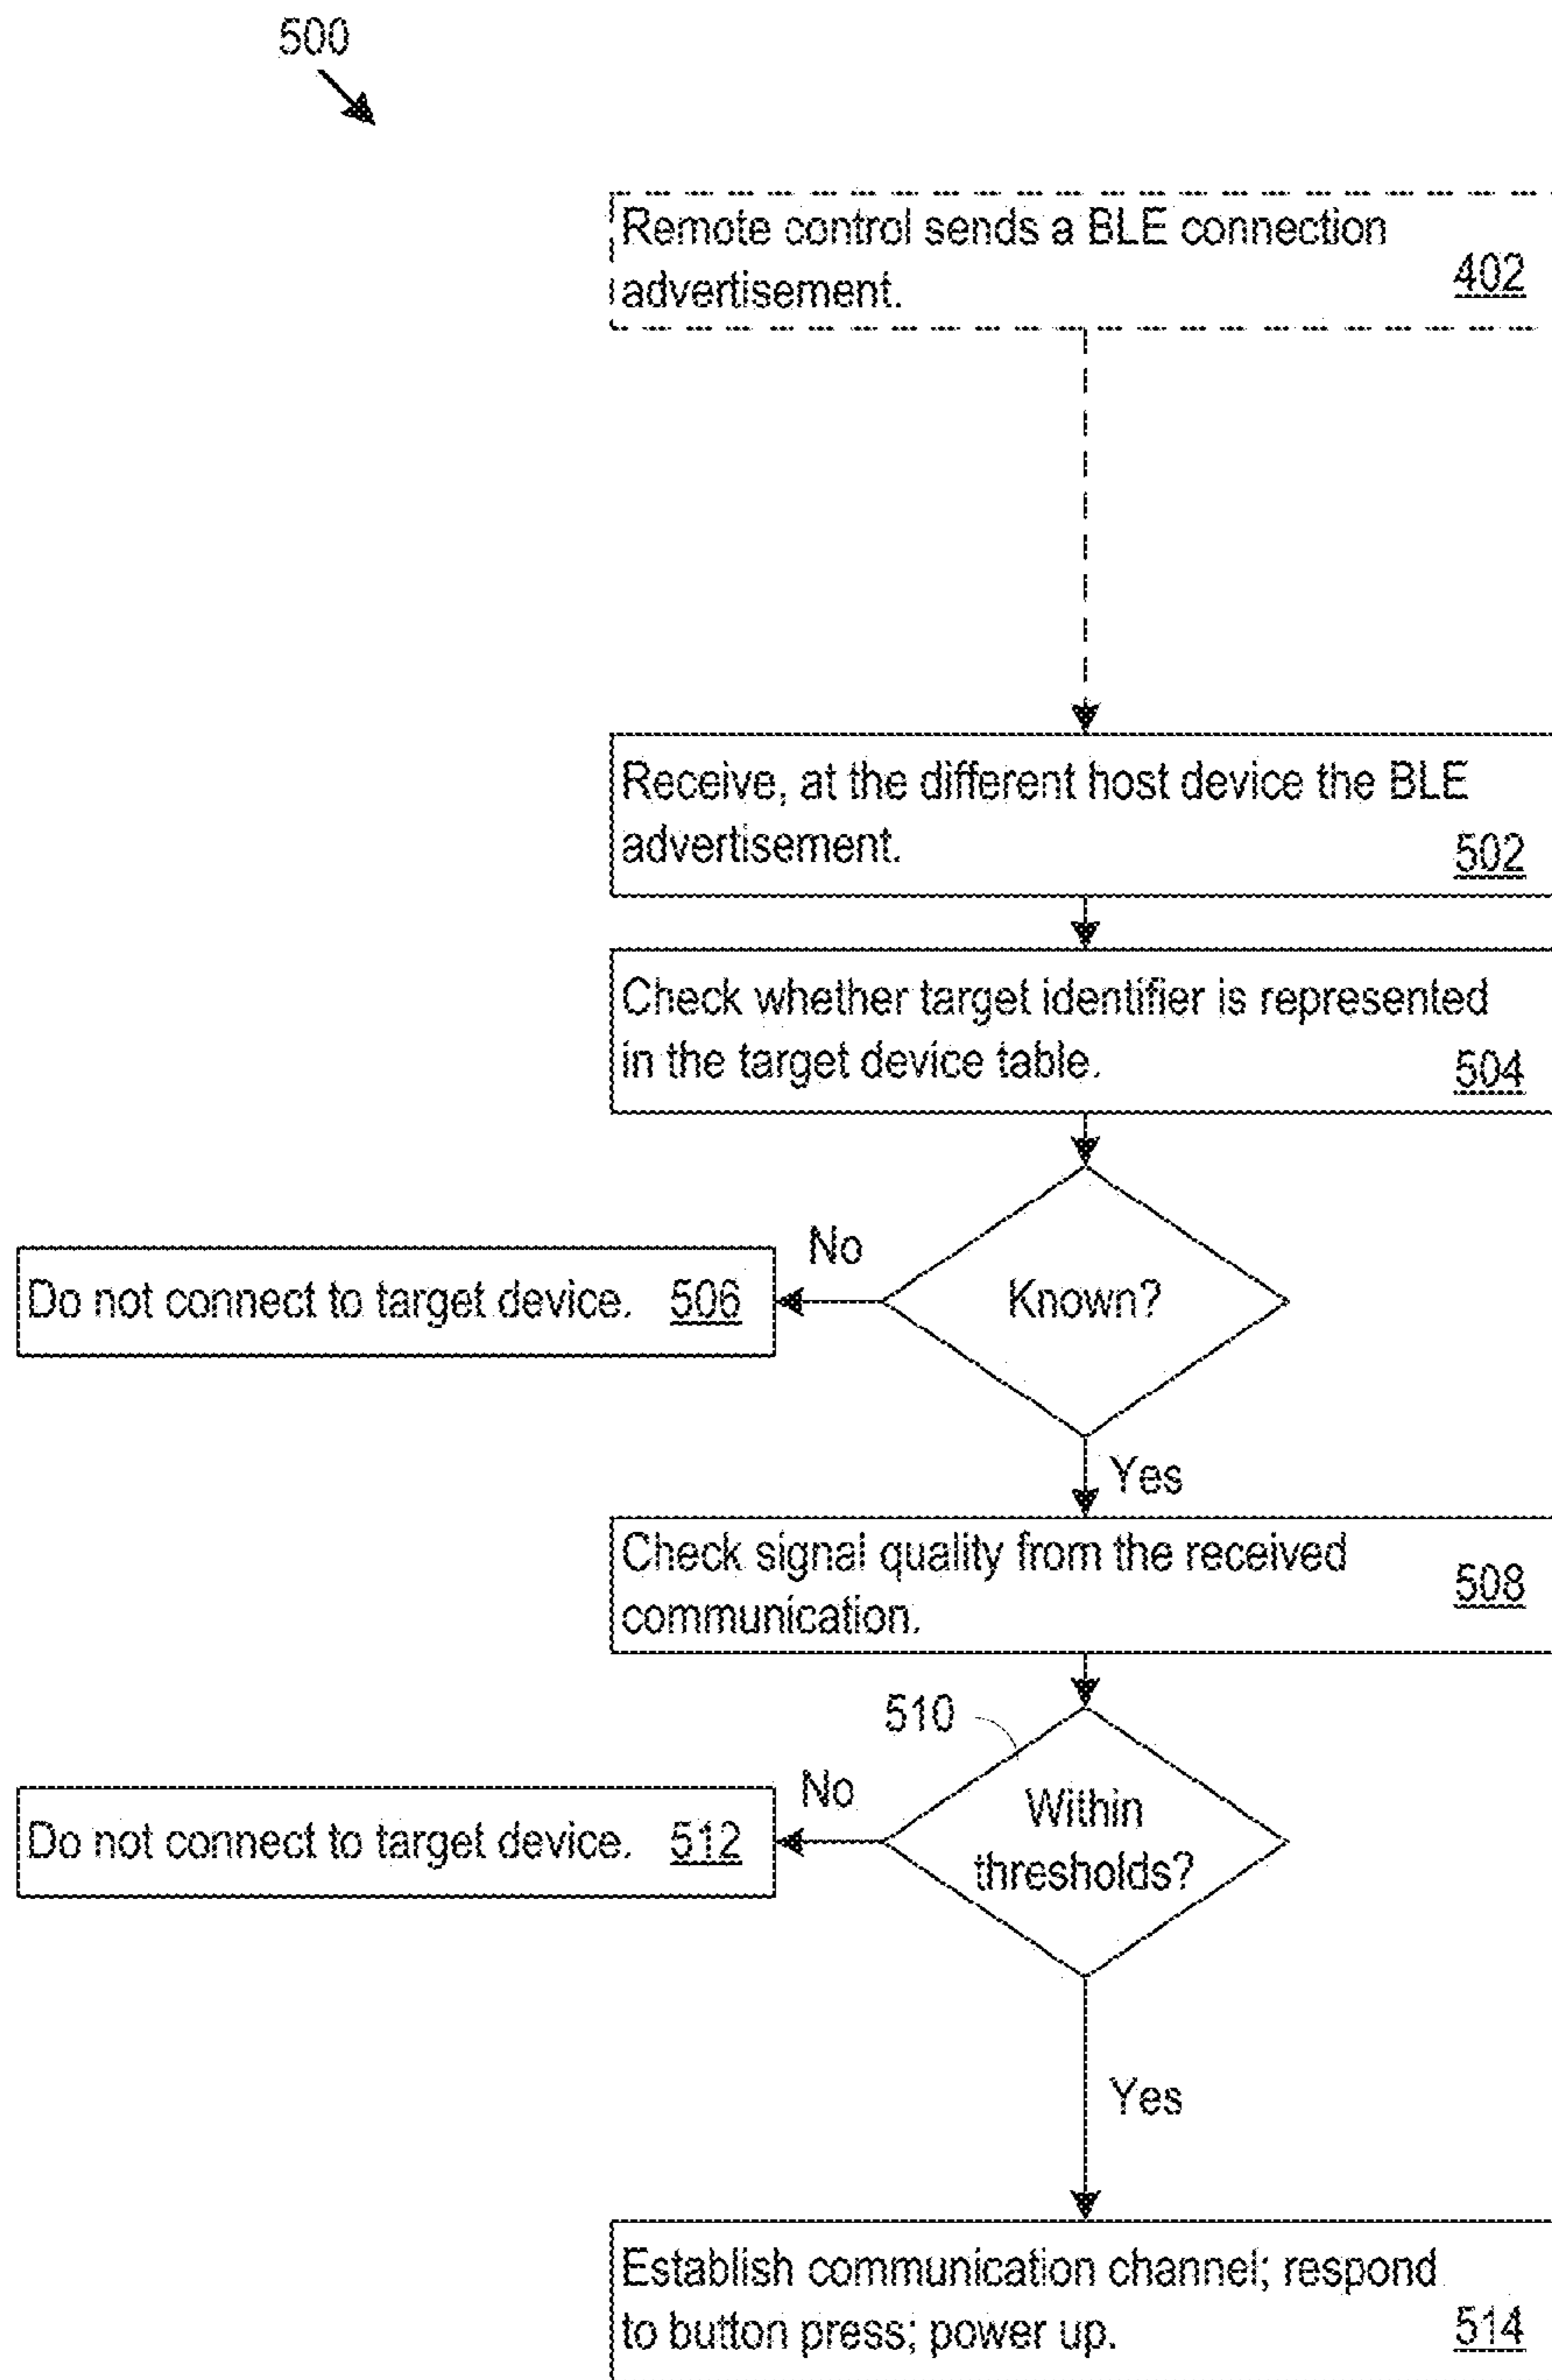 500
Remote control sends a BLE connection
advertisement.
402
Receive, at the different host device the BLE
advertisement.
502
Check whether target identifier is represented
in the target device table.
504
No
Do not connect to target device. 506
Known?
Yes
Check signal quality from the received
communication.
508
510
No
Do not connect to target device. 512
Within
thresholds?
Yes
Establish communication channel; respond
to button press; power up.
514